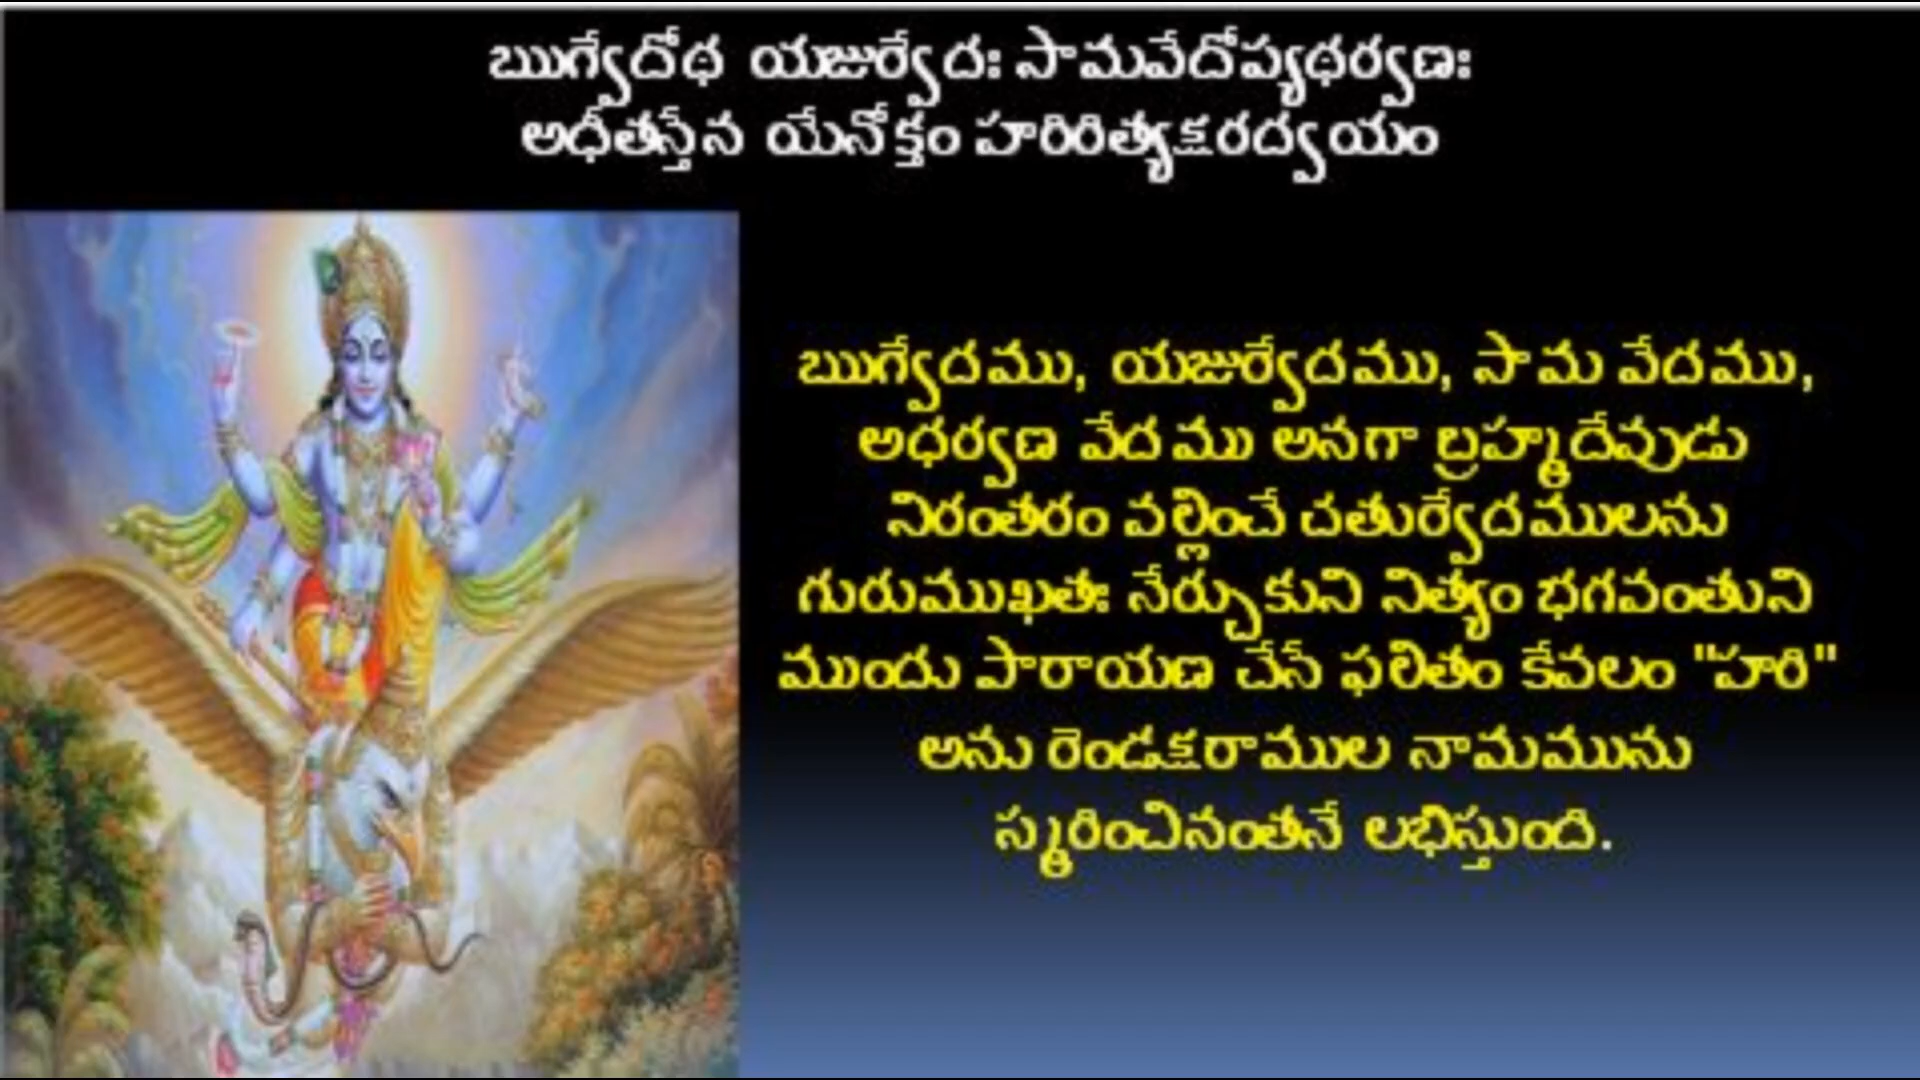 ఋగ్వేదోథ యజుర్వేదః సామవేదోప్యథర్వణః
అధీతస్తేన యేనోక్తం హరిరిత్యక్షరద్వయం
ఋగ్వేదము, యజుర్వేదము, సామ వేదము,
అధర్వణ వేదము అనగా బ్రహ్మదేవుడు
నిరంతరం వల్లించే చతుర్వేదములను
గురుముఖతః నేర్చుకుని నిత్యం భగవంతుని
ముందు పారాయణ చేసే ఫలితం కేవలం "హరి"
అను రెండక్షరాముల నామమును
స్మరించినంతనే లభిస్తుంది.